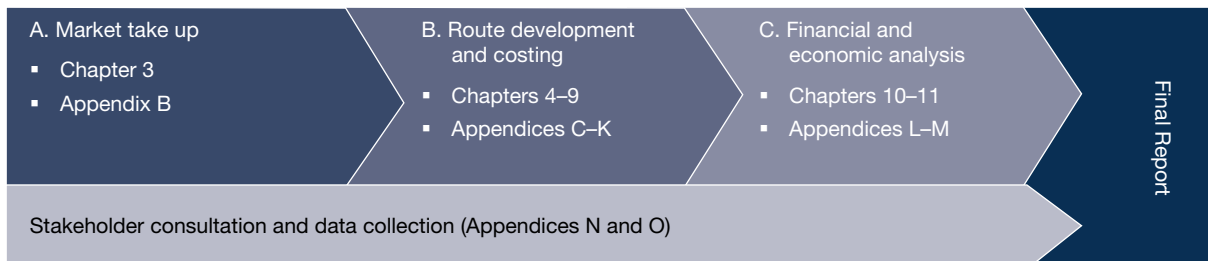 A. Market take up
▪ Chapter 3
▪ Appendix B
B. Route development
and costing
▪ Chapters 4–9
▪ Appendices C–K
C. Financial and
economic analysis
▪ Chapters 10–11
▪ Appendices L–M
Final Report
Stakeholder consultation and data collection (Appendices N and O)